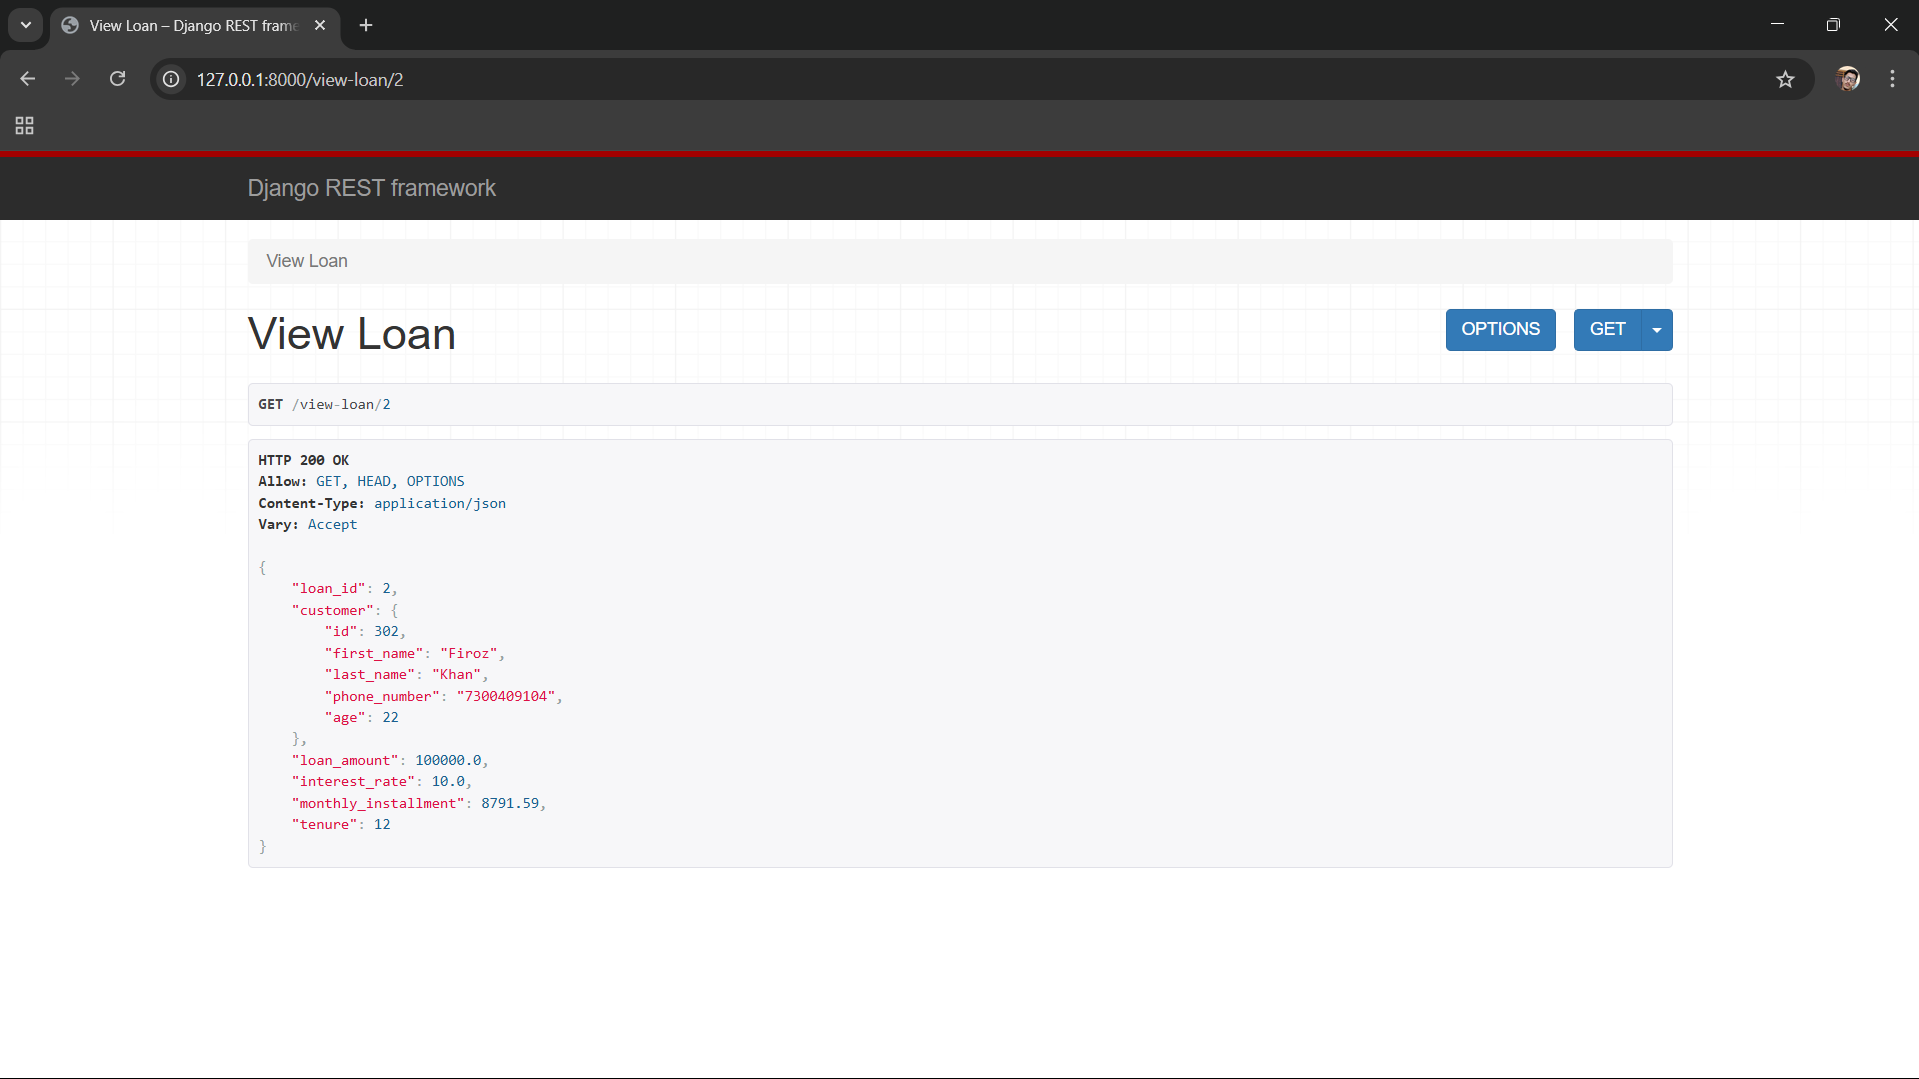 View Loan – Django REST frame
127.0.0.1:8000/view-loan/2
Django REST framework
View Loan
View Loan
OPTIONS
GET
GET /view-loan/2
HTTP 200 OK
Allow: GET, HEAD, OPTIONS
Content-Type: application/json
Vary: Accept
{
    "loan_id": 2,
    "customer": {
        "id": 302,
        "first_name": "Firoz",
        "last_name": "Khan",
        "phone_number": "7300409104",
        "age": 22
    },
    "loan_amount": 100000.0,
    "interest_rate": 10.0,
    "monthly_installment": 8791.59,
    "tenure": 12
}